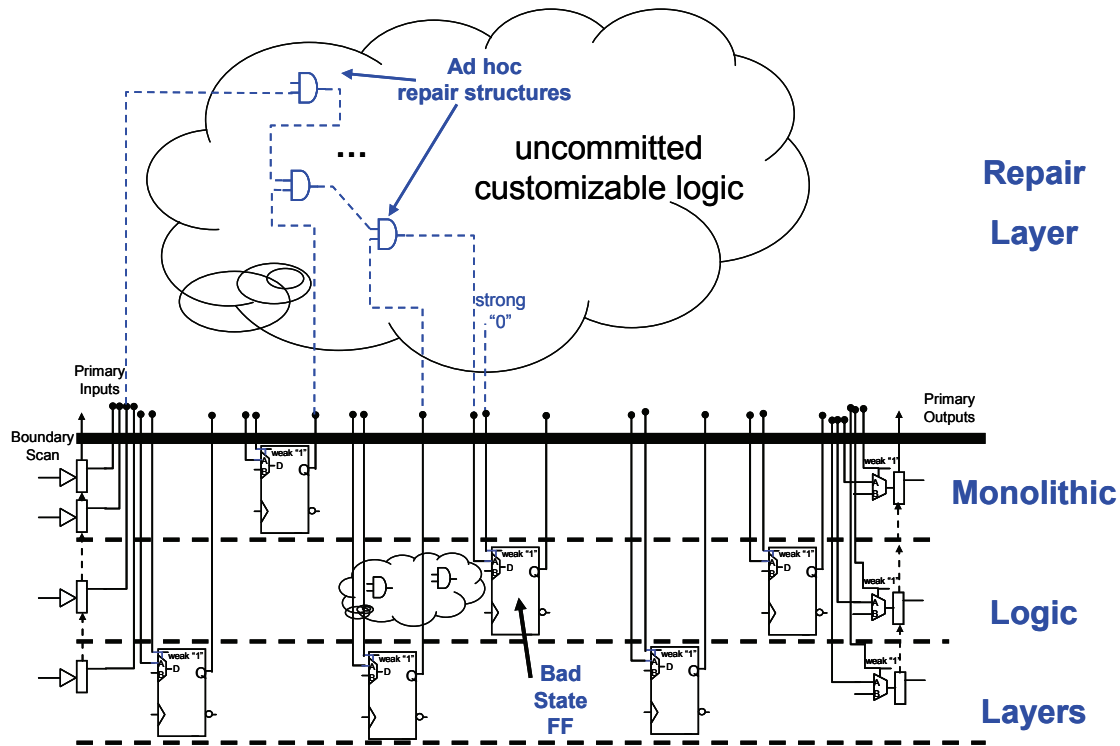 Ad hoc
repair structures
...
uncommitted
customizable logic
Repair
Layer
strong
"0"
Primary
Inputs
Primary
Outputs
Boundary
Scan
weak "1"
A
B
D
Q
weak "1"
A
B
Monolithic
weak "1"
A
B
D
Q
weak "1"
A
B
D
Q
weak "1"
A
B
Logic
weak "1"
A
B
D
Q
weak "1"
A
B
D
Q
weak "1"
A
B
D
Q
weak "1"
A
B
Bad
State
FF
Layers